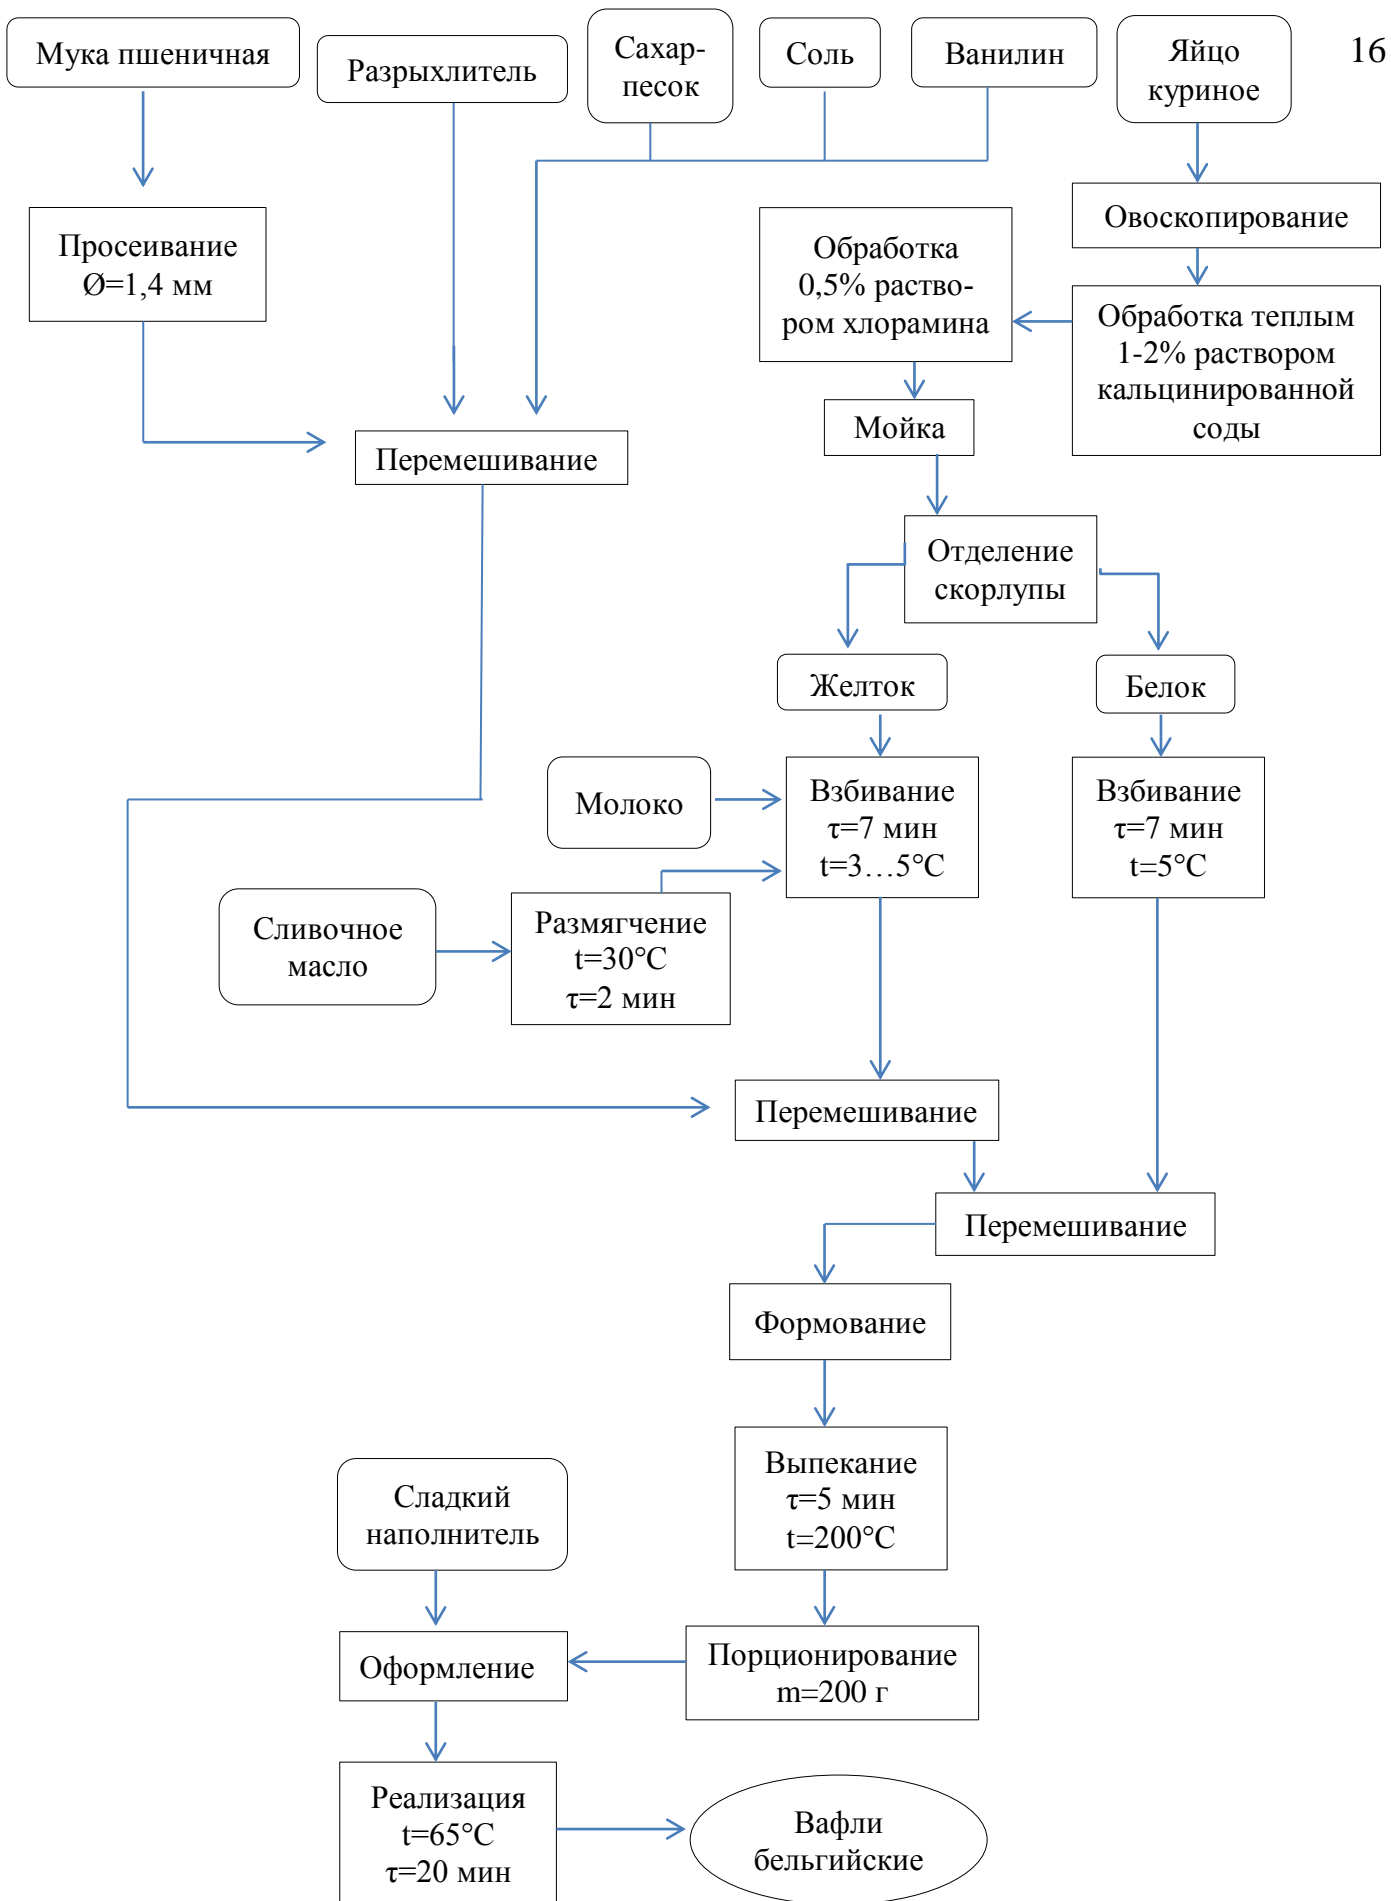 16
Мука пшеничная
Разрыхлитель
Сахар-
песок
Соль
Ванилин
Яйцо
куриное
Просеивание
Ø=1,4 мм
Овоскопирование
Обработка
0,5% раство-
ром хлорамина
Обработка теплым
1-2% раствором
кальцинированной
соды
Мойка
Перемешивание
Отделение
скорлупы
Желток
Белок
Молоко
Взбивание
τ=7 мин
t=3…5°С
Взбивание
τ=7 мин
t=5°С
Сливочное
масло
Размягчение
t=30°С
τ=2 мин
Перемешивание
Перемешивание
Формование
Выпекание
τ=5 мин
t=200°С
Сладкий
наполнитель
Оформление
Порционирование
m=200 г
Реализация
t=65°С
τ=20 мин
Вафли
бельгийские